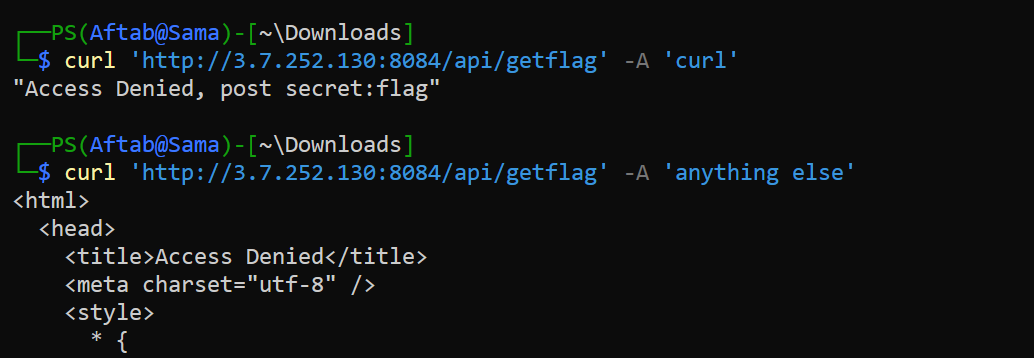 ┌──PS(Aftab@Sama)-[~\Downloads]
└─$ curl 'http://3.7.252.130:8084/api/getflag' -A 'curl'
"Access Denied, post secret:flag"
┌──PS(Aftab@Sama)-[~\Downloads]
└─$ curl 'http://3.7.252.130:8084/api/getflag' -A 'anything else'
<html>
  <head>
    <title>Access Denied</title>
    <meta charset="utf-8" />
    <style>
      * {